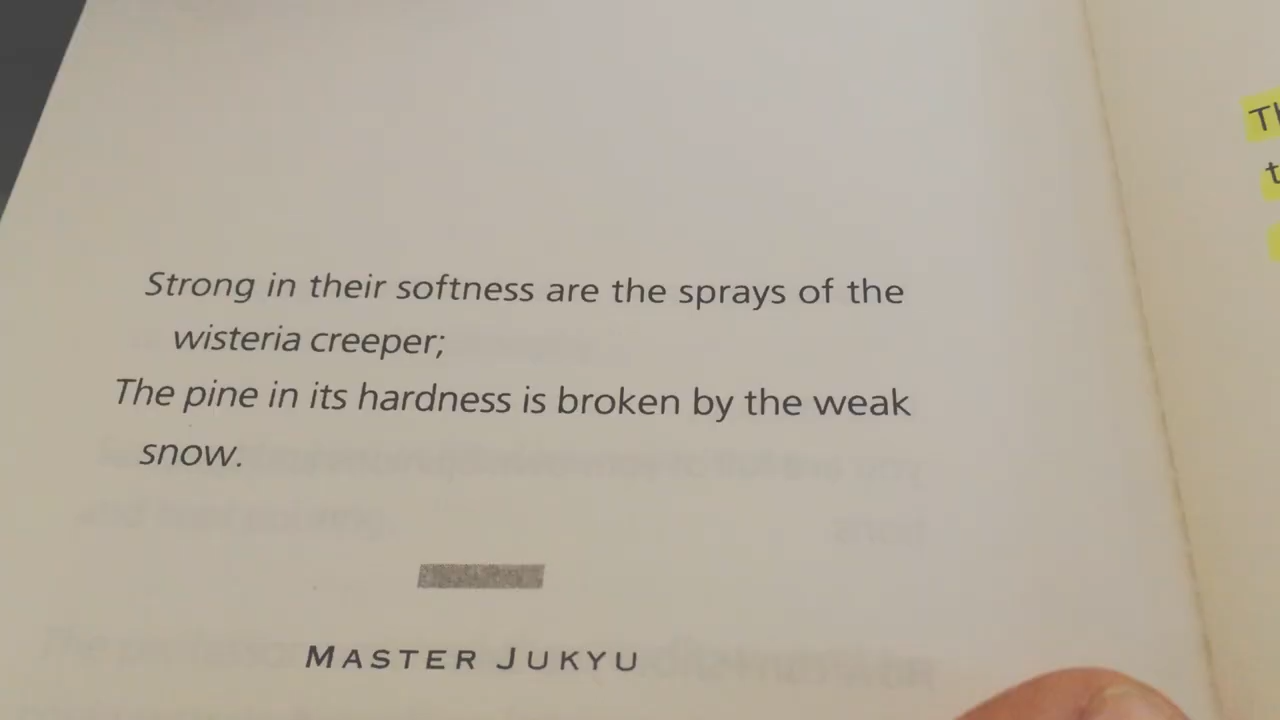 Strong in their softness are the sprays of the
wisteria creeper;
The pine in its hardness is broken by the weak
snow.
MASTER JUKYU